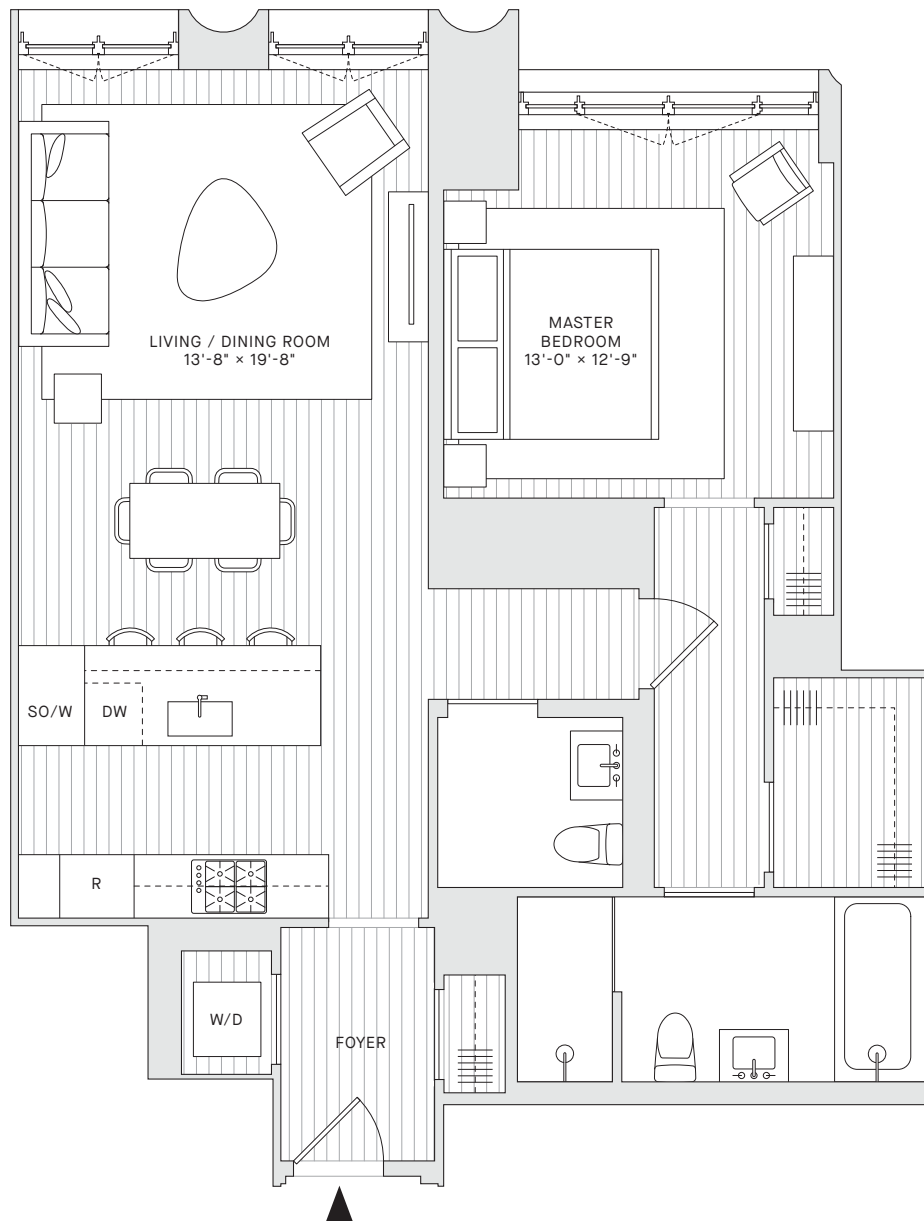 LIVING / DINING ROOM
13'-8" × 19'-8"
MASTER
BEDROOM
13'-0" × 12'-9"
SO/W
DW
R
W/D
FOYER